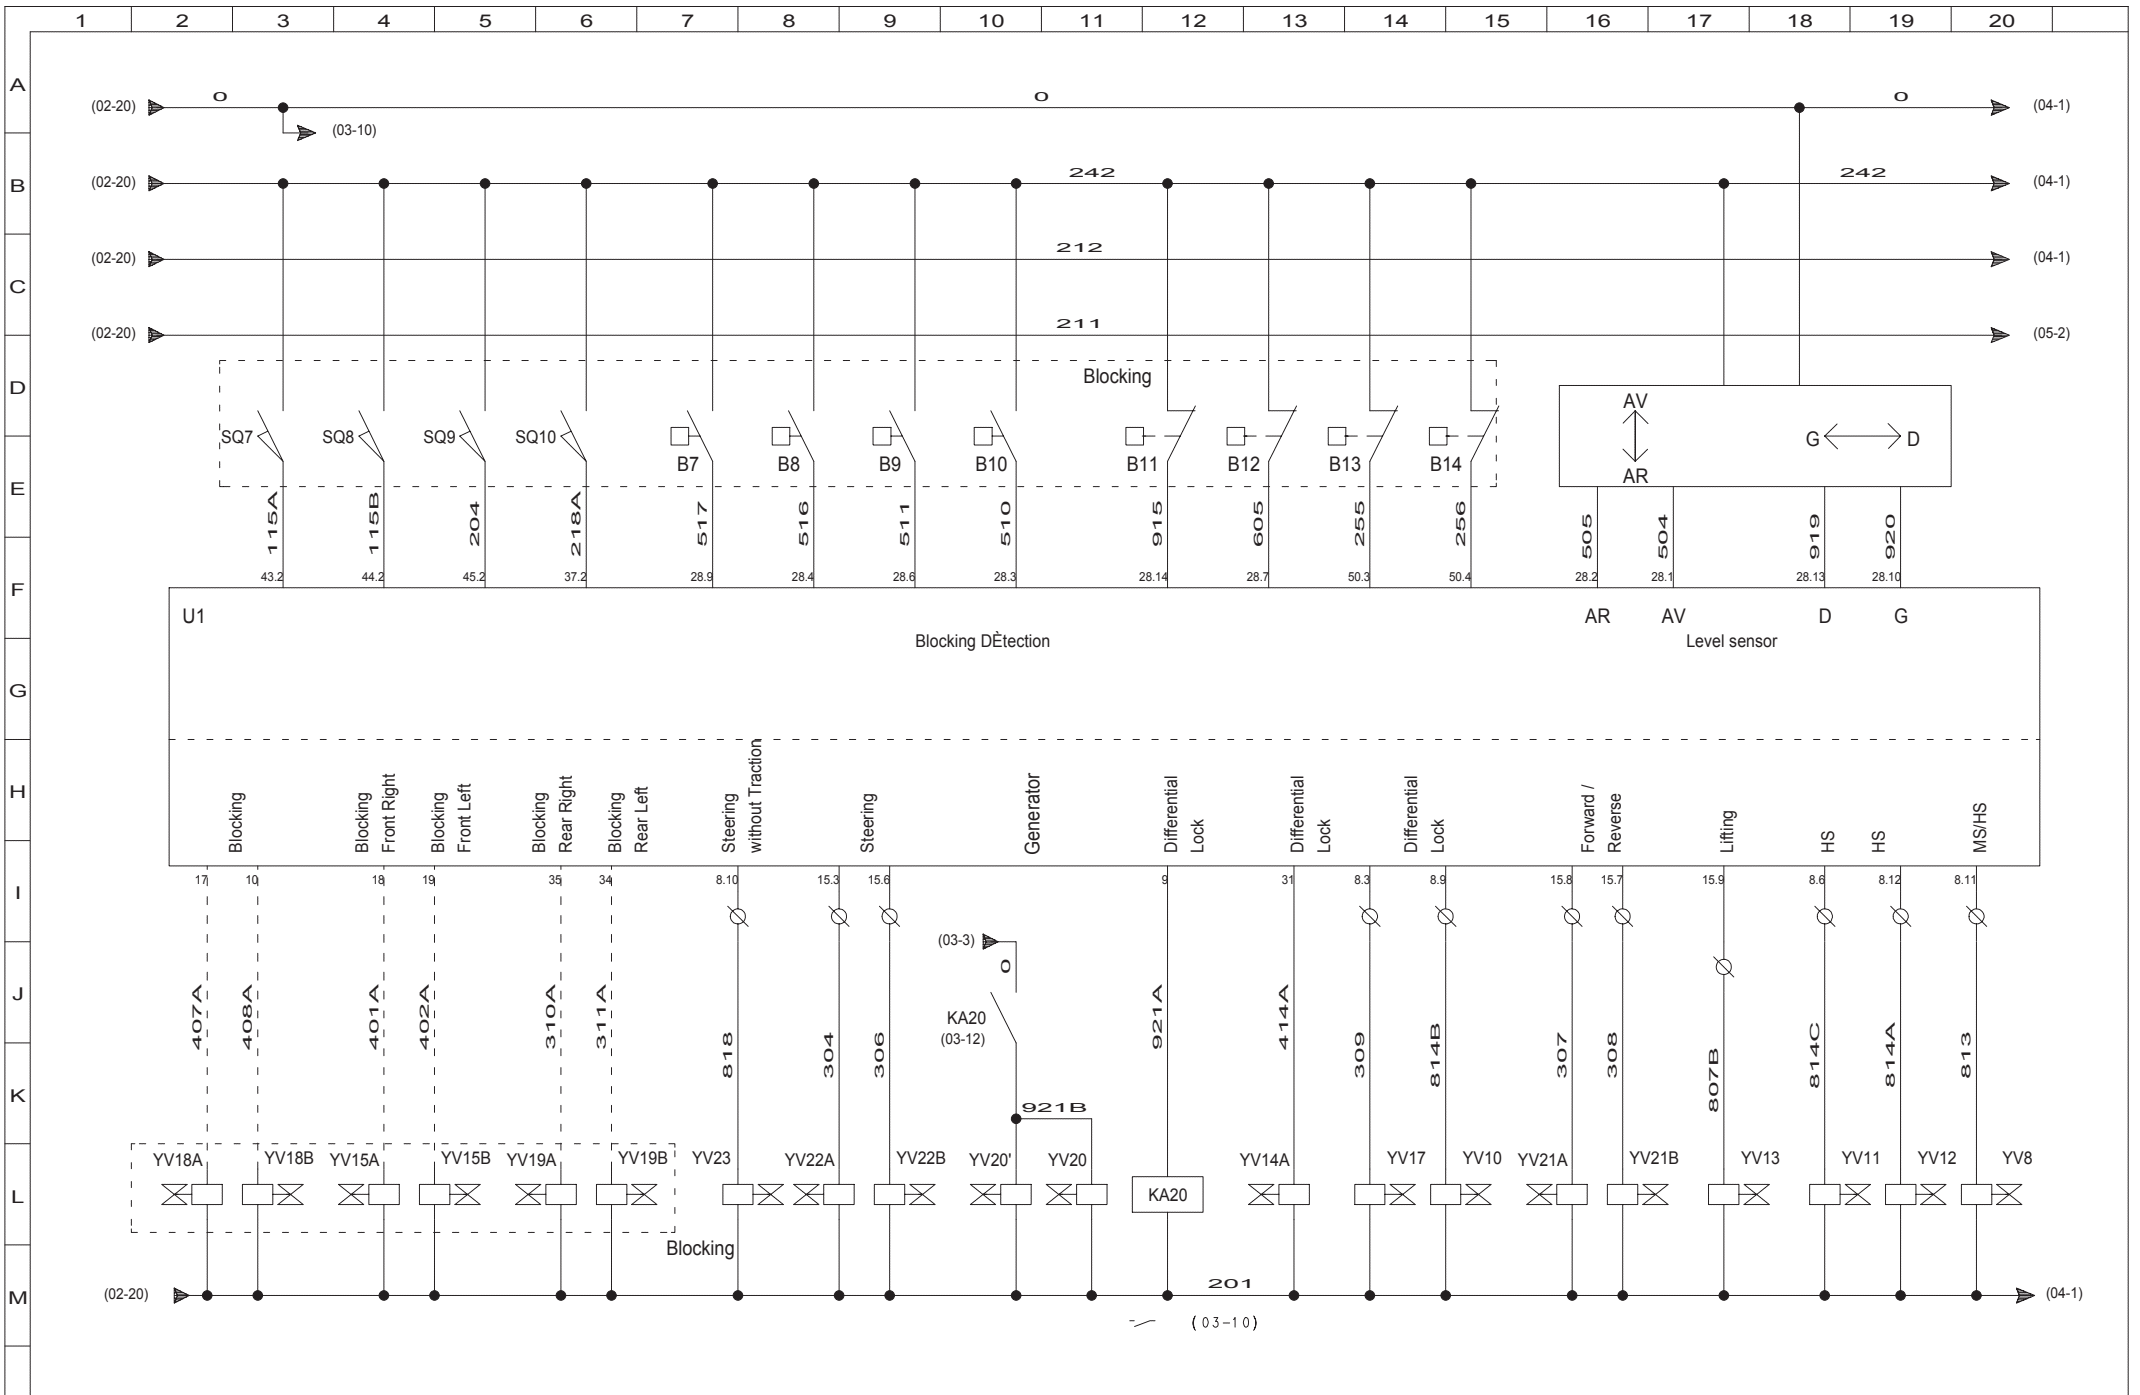 1 2 3 4 5 6 7 8 9 10 11 12 13 14 15 16 17 18 19 20
A
0 0 0
(02-20) (04-1)
(03-10)
B
(02-20) 242 242 (04-1)
(02-20) 212 (04-1)
C
(02-20) 211 (05-2)
D
Blocking
AV
SQ7 SQ8 SQ9 SQ10 G D
B7 B8 B9 B10 B11 B12 B13 B14
AR
E
115A 115B 204 218A 517 516 511 510 915 605 255 256 505 504 919 920
43.2 44.2 45.2 37.2 28.9 28.4 28.6 28.3 28.14 28.7 50.3 50.4 28.2 28.1 28.13 28.10
F
U1 AR AV D G
Blocking DÈtection Level sensor
G
H
Blocking
Blocking
Front Right
Blocking
Front Left
Blocking
Rear Right
Blocking
Rear Left
Steering
without Traction
Steering
Generator
Differential
Lock
Differential
Lock
Differential
Lock
Forward /
Reverse
Lifting
HS
HS
MS/HS
I
17 10 18 19 35 34 8.10 15.3 15.6 9 31 8.3 8.9 15.8 15.7 15.9 8.6 8.12 8.11
(03-3)
0
J
407A 408A 401A 402A 310A 311A 818 304 306 921A 414A 309 814B 307 308 807B 814C 814A 813
KA20
(03-12)
K
921B
YV18A YV18B YV15A YV15B YV19A YV19B YV23 YV22A YV22B YV20' YV20 YV14A YV17 YV10 YV21A YV21B YV13 YV11 YV12 YV8
L
KA20
Blocking
201
M
(02-20) (04-1)
(03-10)